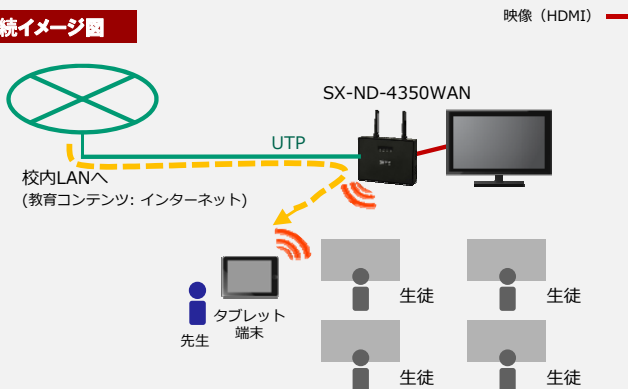 続イメージ図
映像（HDMI）
SX-ND-4350WAN
UTP
校内LANへ
(教育コンテンツ: インターネット)
タブレット
端末
先生
生徒
生徒
生徒
生徒